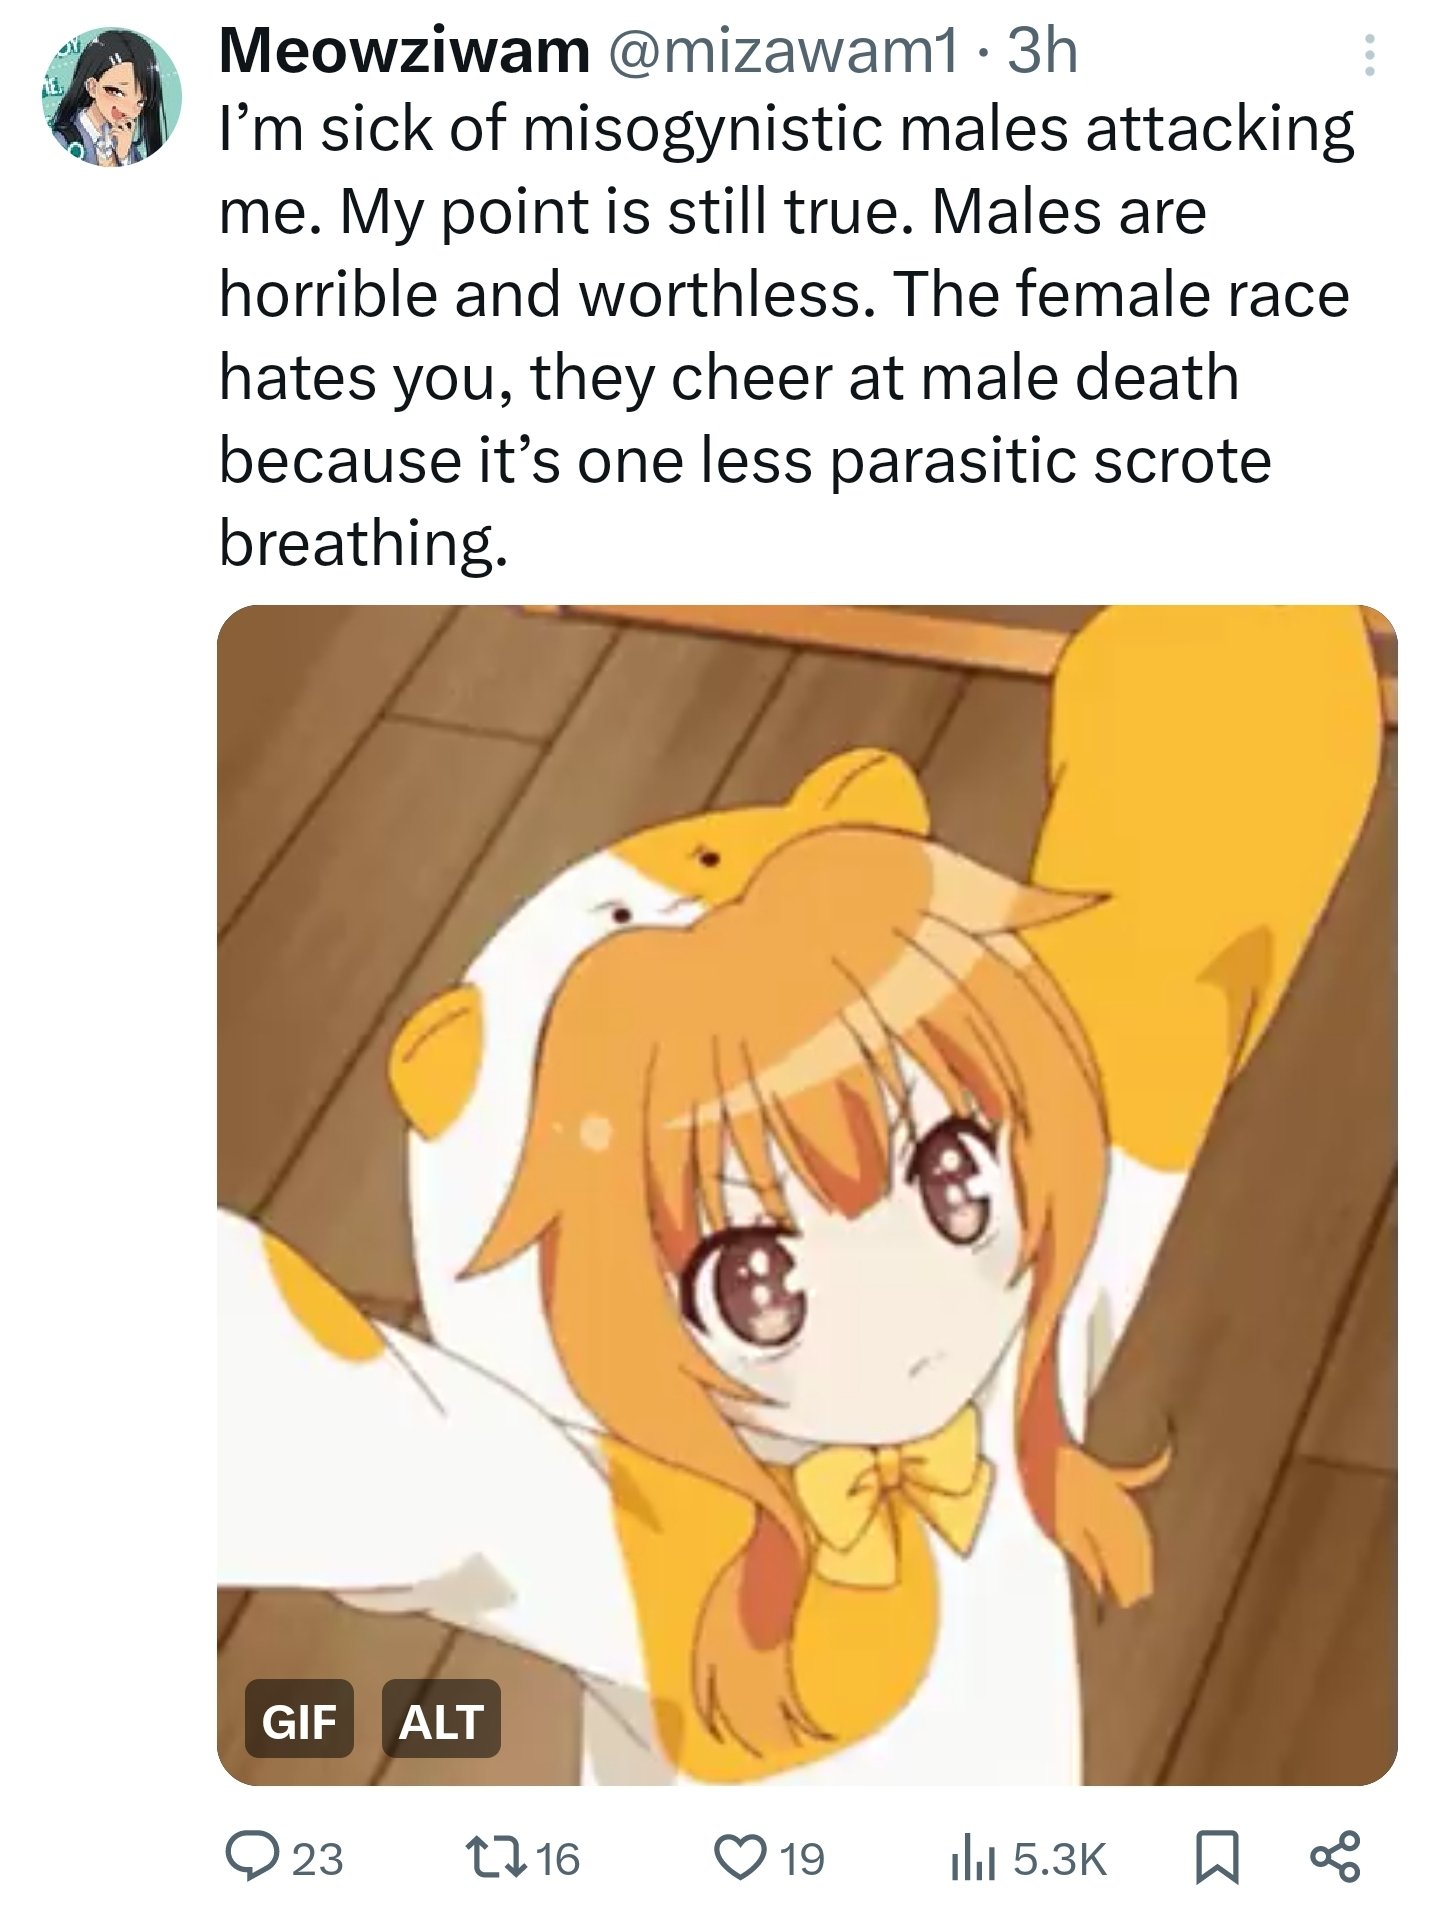 Meowziwam @mizawam1 · 3h
I’m sick of misogynistic males attacking
me. My point is still true. Males are
horrible and worthless. The female race
hates you, they cheer at male death
because it’s one less parasitic scrote
breathing.
GIF ALT
23 16 19 5.3K